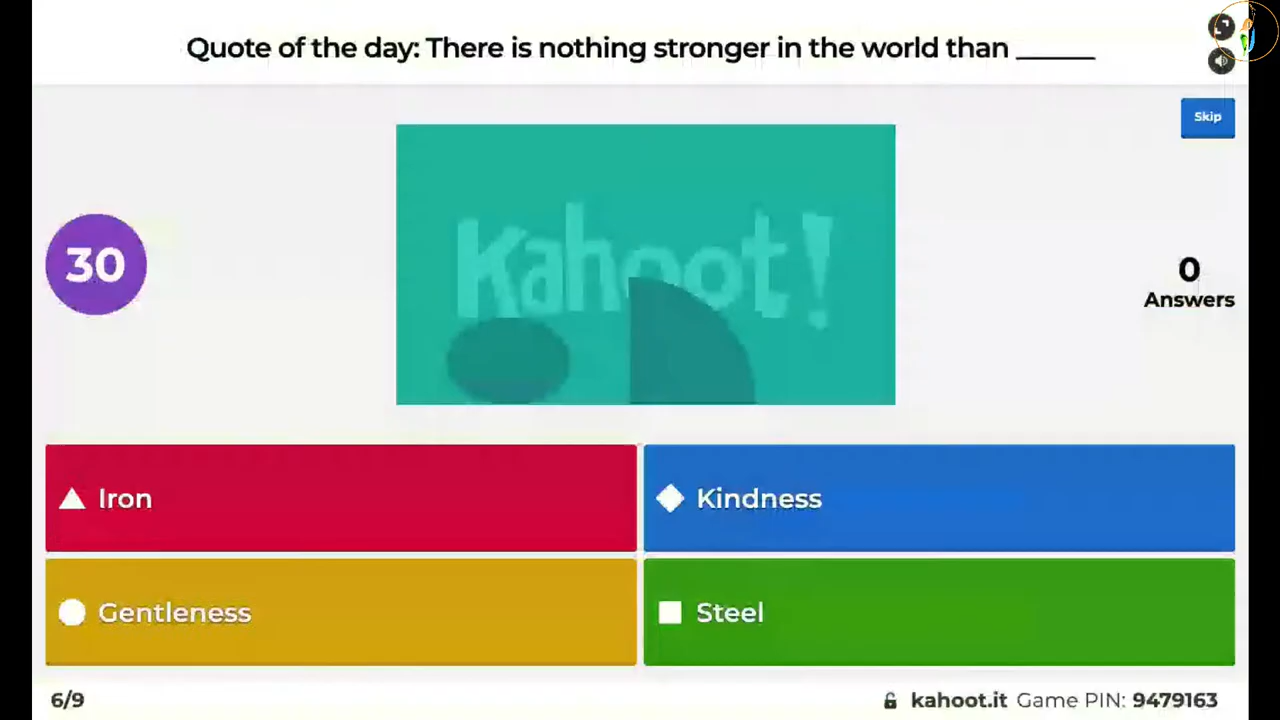 Quote of the day: There is nothing stronger in the world than ______
Skip
30
Kahoot!
0
Answers
Iron
Kindness
Gentleness
Steel
6/9
kahoot.it Game PIN: 9479163